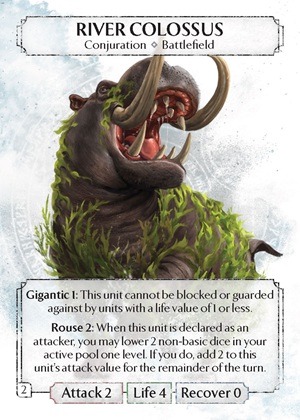 RIVER COLOSSUS
Conjuration ◇ Battlefield
Gigantic 1: This unit cannot be blocked or guarded
against by units with a life value of 1 or less.
Rouse 2: When this unit is declared as an
attacker, you may lower 2 non-basic dice in your
active pool one level. If you do, add 2 to this
unit's attack value for the remainder of the turn.
2 Attack 2 Life 4 Recover 0